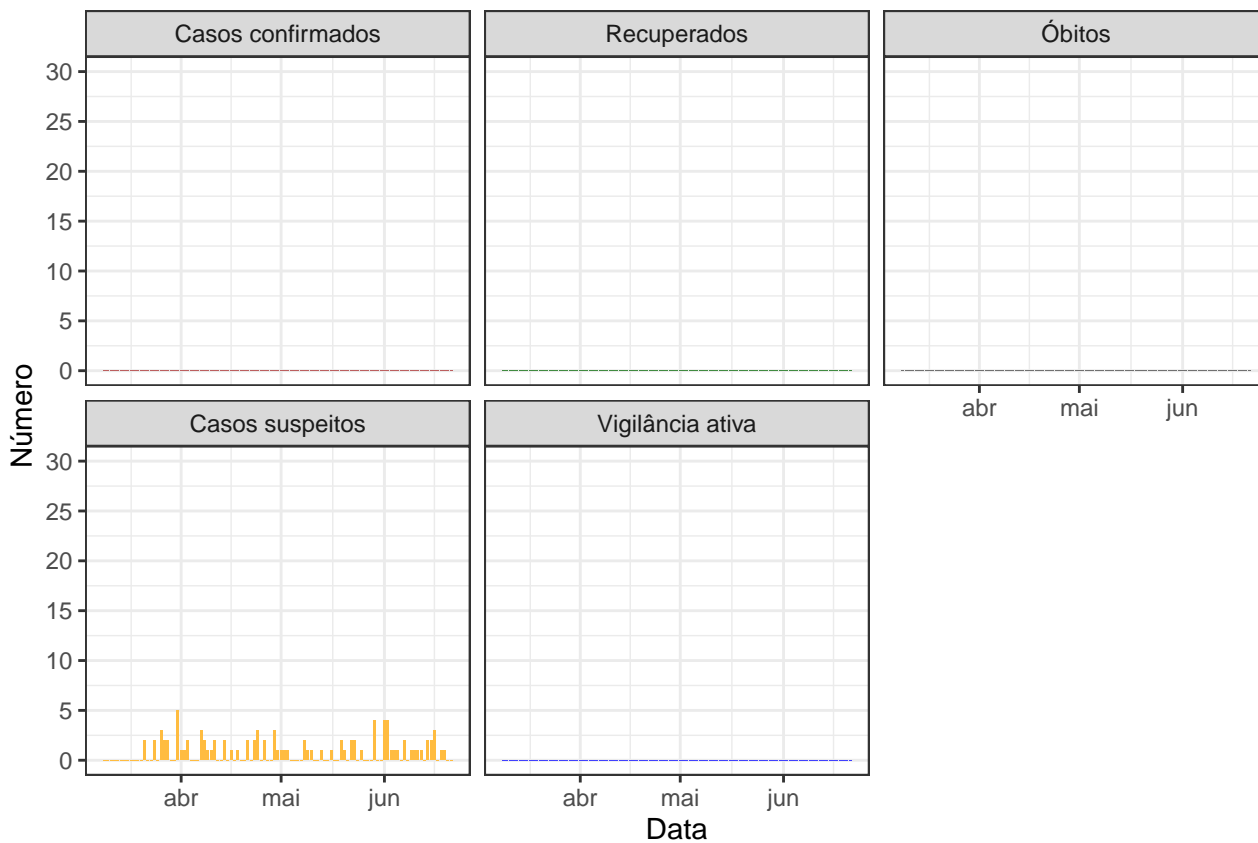 Casos confirmados
Recuperados
Óbitos
30
25
20
15
10
5
0
abr mai jun
Casos suspeitos
Vigilância ativa
30
25
20
15
10
5
0
abr mai jun
abr mai jun
Número
Data